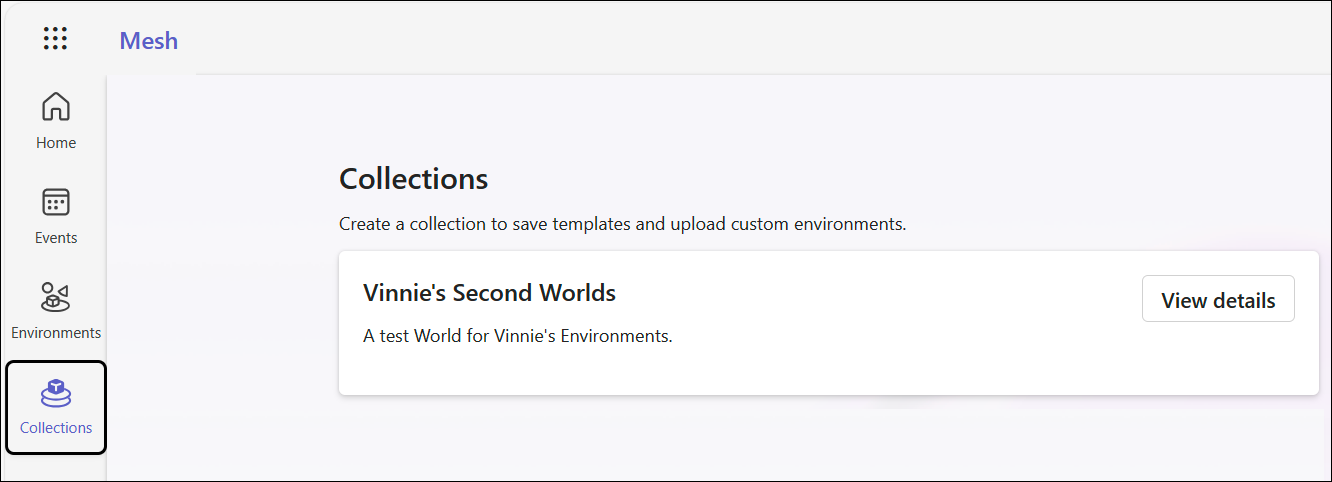 Mesh
Home
Events
Environments
Collections
Collections
Create a collection to save templates and upload custom environments.
Vinnie's Second Worlds
View details
A test World for Vinnie's Environments.